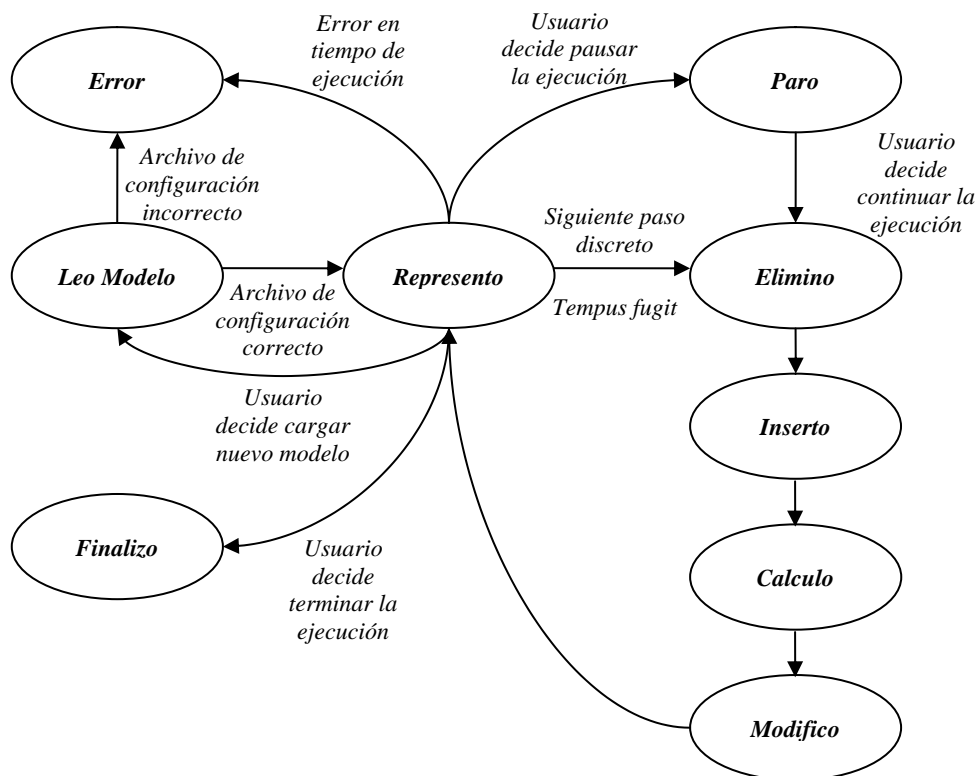 Error en
tiempo de
ejecución
Usuario
decide pausar
la ejecución
Error
Paro
Archivo de
configuración
incorrecto
Usuario
decide
continuar la
ejecución
Siguiente paso
discreto
Leo Modelo
Represento
Elimino
Archivo de
configuración
correcto
Tempus fugit
Usuario
decide cargar
nuevo modelo
Inserto
Finalizo
Usuario
decide
terminar la
ejecución
Calculo
Modifico